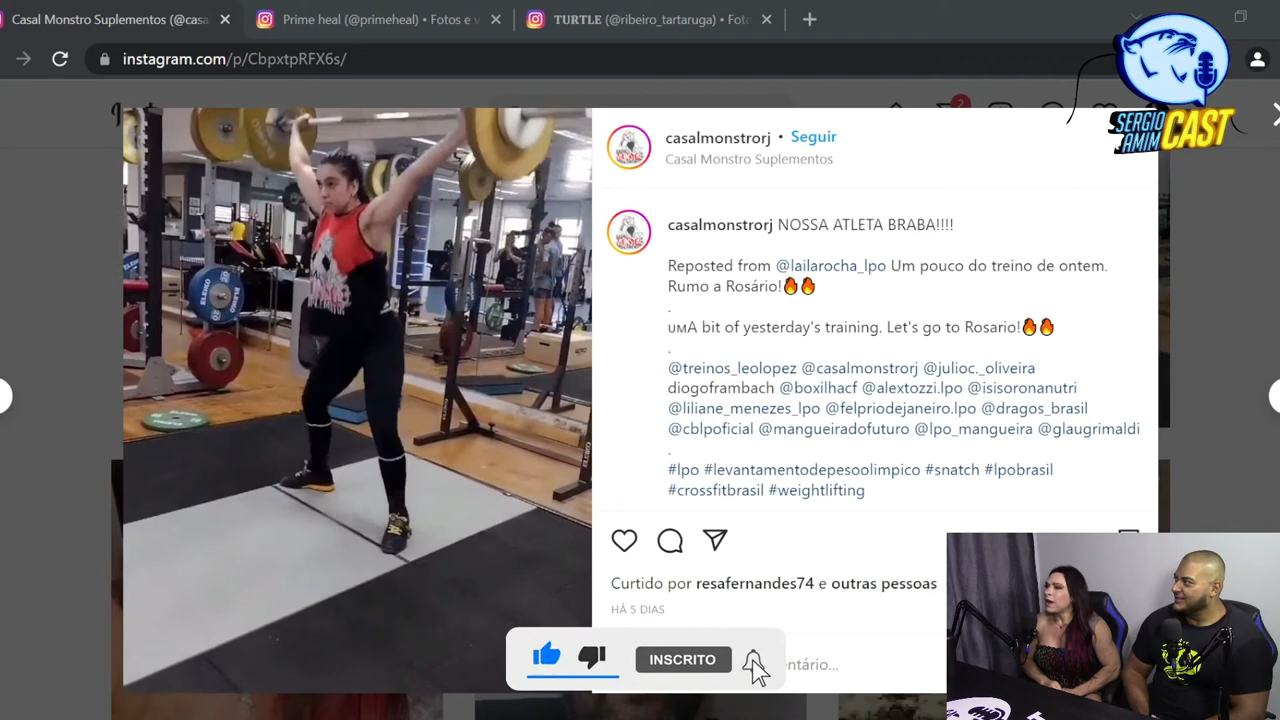 Casal Monstro Suplementos (@casa
Prime heal (@primeheal) • Fotos e v
TURTLE (@ribeiro_tartaruga) • Foto
instagram.com/p/CbpxtpRFX6s/
SERGIO
AMIM
CAST
2
casalmonstrorj • Seguir
Casal Monstro Suplementos
casalmonstrorj NOSSA ATLETA BRABA!!!!
Reposted from @lailarocha_lpo Um pouco do treino de ontem.
Rumo a Rosário!🔥🔥
.
uмA bit of yesterday's training. Let's go to Rosario!🔥🔥
.
@treinos_leolopez @casalmonstrorj @julioc._oliveira
diogoframbach @boxilhacf @alextozzi.lpo @isisoronanutri
@liliane_menezes_lpo @felpriodejaneiro.lpo @dragos_brasil
@cblpoficial @mangueiradofuturo @lpo_mangueira @glaugrimaldi
.
#lpo #levantamentodepesoolimpico #snatch #lpobrasil
#crossfitbrasil #weightlifting
Curtido por resafernandes74 e outras pessoas
HÁ 5 DIAS
INSCRITO
entário...
ELEIKO